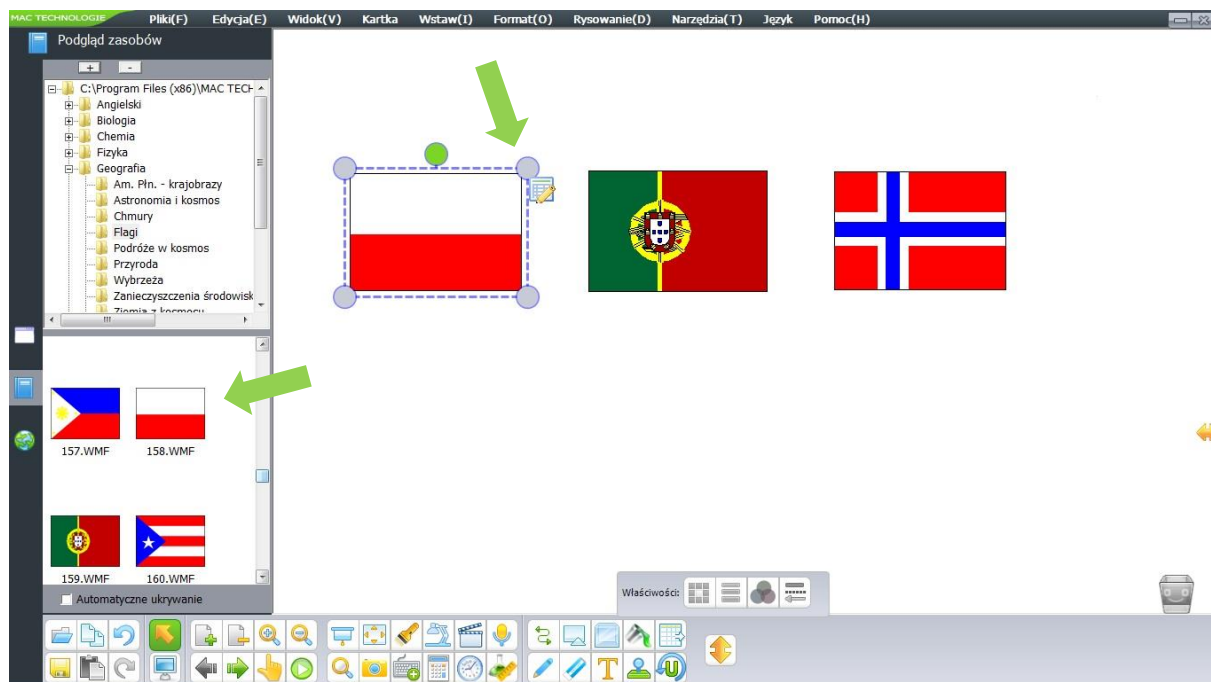 MAC TECHNOLOGIE Pliki(F) Edycja(E) Widok(V) Kartka Wstaw(I) Format(O) Rysowanie(D) Narzędzia(T) Język Pomoc(H)
Podgląd zasobów
+ -
C:\Program Files (x86)\MAC TECH
Angielski
Biologia
Chemia
Fizyka
Geografia
Am. Płn. - krajobrazy
Astronomia i kosmos
Chmury
Flagi
Podróże w kosmos
Przyroda
Wybrzeża
Zanieczyszczenia środowisk
Ziemia z kosmosu
157.WMF 158.WMF
159.WMF 160.WMF
Automatyczne ukrywanie
Właściwości: